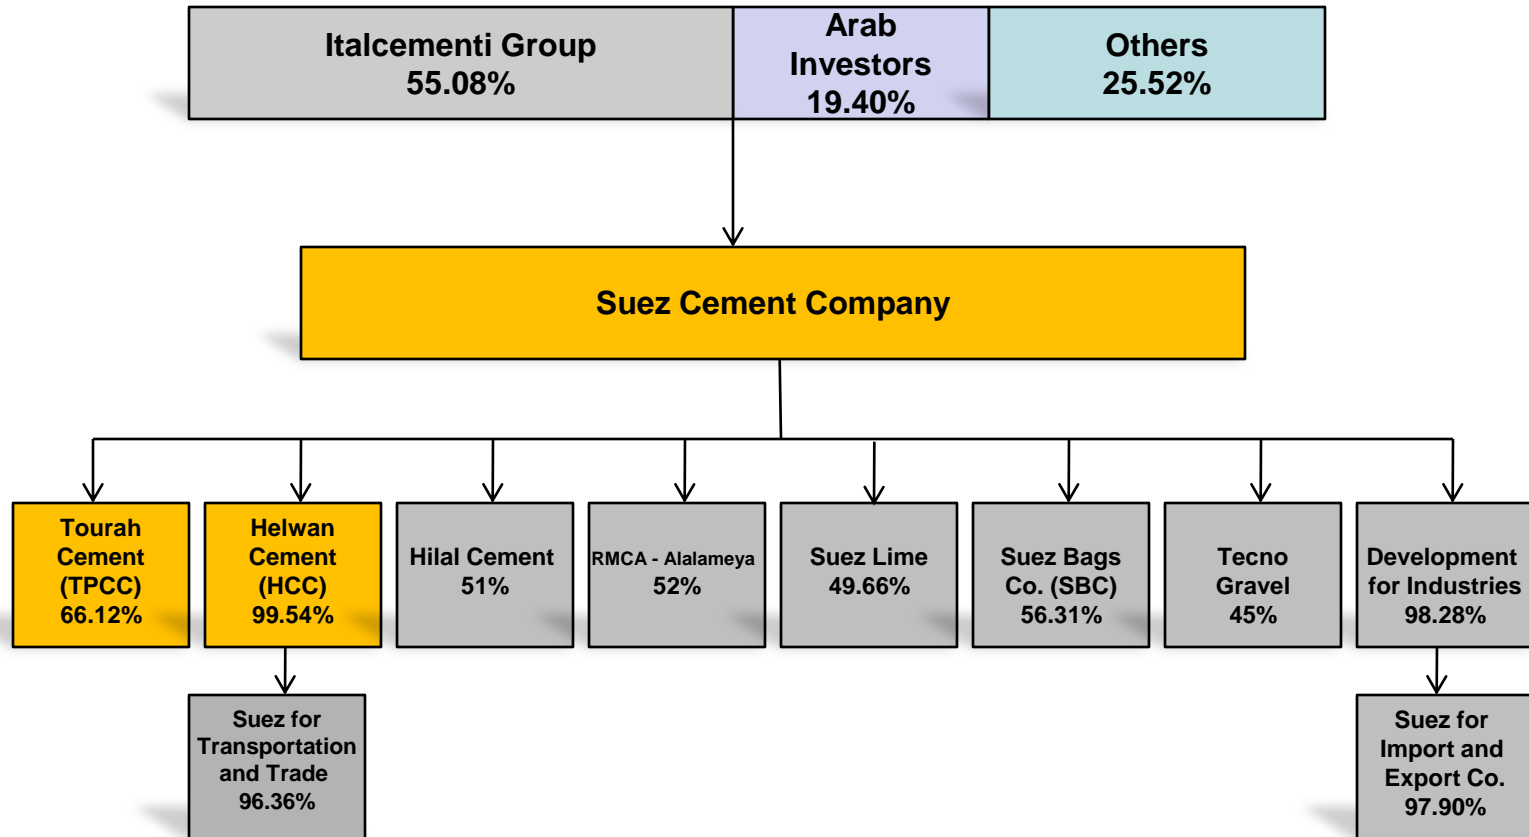 Italcementi Group
55.08%
Arab
Investors
19.40%
Others
25.52%
Suez Cement Company
Tourah
Cement
(TPCC)
66.12%
Helwan
Cement
(HCC)
99.54%
Hilal Cement
51%
RMCA - Alalameya
52%
Suez Lime
49.66%
Suez Bags
Co. (SBC)
56.31%
Tecno
Gravel
45%
Development
for Industries
98.28%
Suez for
Transportation
and Trade
96.36%
Suez for
Import and
Export Co.
97.90%